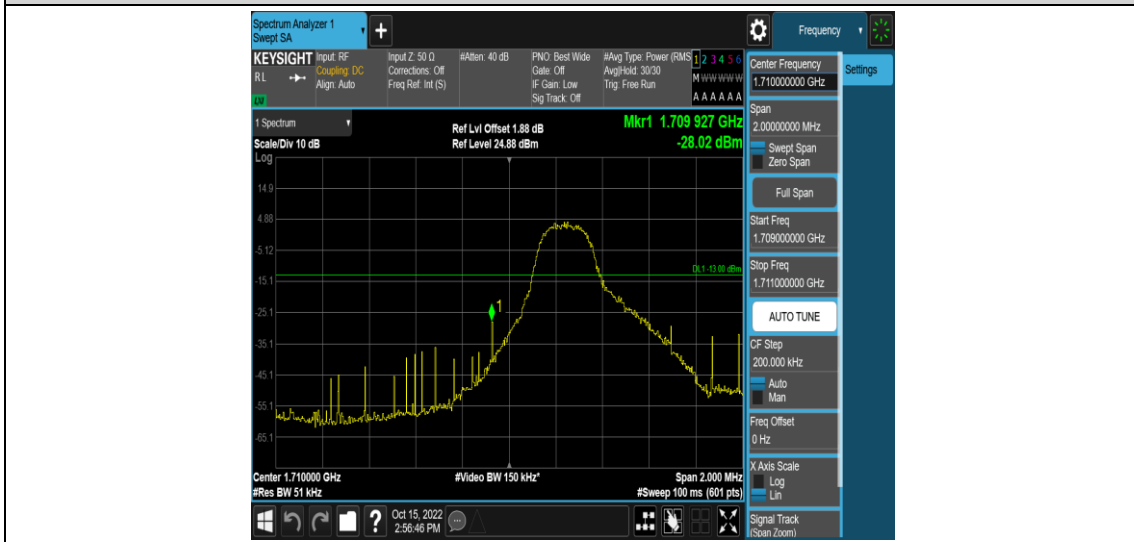 Spectrum Analyzer 1
Swept SA
+
Frequency
KEYSIGHT
RL
Input: RF
Coupling: DC
Align: Auto
Input Z: 50 Ω
Corrections: Off
Freq Ref: Int (S)
#Atten: 40 dB
PNO: Best Wide
Gate: Off
IF Gain: Low
Sig Track: Off
#Avg Type: Power (RMS
Avg|Hold: 30/30
Trig: Free Run
1 2 3 4 5 6
M W W W W W
A A A A A A
LXI
1 Spectrum
Scale/Div 10 dB
Log
Ref Lvl Offset 1.88 dB
Ref Level 24.88 dBm
Mkr1 1.709 927 GHz
-28.02 dBm
14.9
4.88
-5.12
-15.1
-25.1
-35.1
-45.1
-55.1
-65.1
DL1 -13.00 dBm
1
Center 1.710000 GHz
#Res BW 51 kHz
#Video BW 150 kHz*
Span 2.000 MHz
#Sweep 100 ms (601 pts)
Center Frequency
1.710000000 GHz
Settings
Span
2.00000000 MHz
Swept Span
Zero Span
Full Span
Start Freq
1.709000000 GHz
Stop Freq
1.711000000 GHz
AUTO TUNE
CF Step
200.000 kHz
Auto
Man
Freq Offset
0 Hz
X Axis Scale
Log
Lin
Signal Track
(Span Zoom)
?
Oct 15, 2022
2:56:46 PM